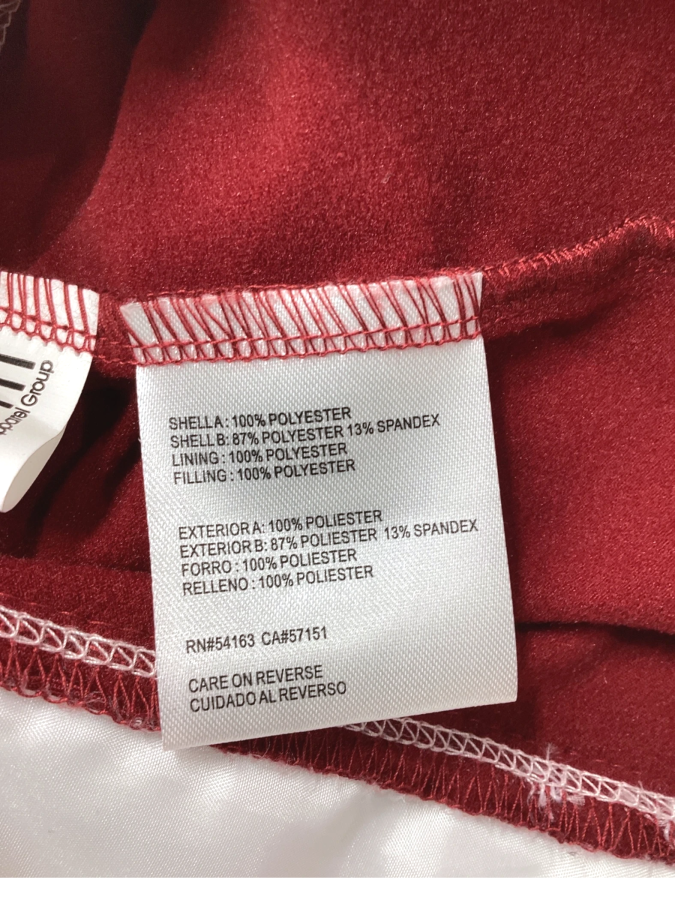 SHELL A : 100% POLYESTER
SHELL B: 87% POLYESTER 13% SPANDEX
LINING : 100% POLYESTER
FILLING : 100% POLYESTER
EXTERIOR A: 100% POLIESTER
EXTERIOR B: 87% POLIESTER 13% SPANDEX
FORRO : 100% POLIESTER
RELLENO : 100% POLIESTER
RN#54163 CA#57151
CARE ON REVERSE
CUIDADO AL REVERSO
Group